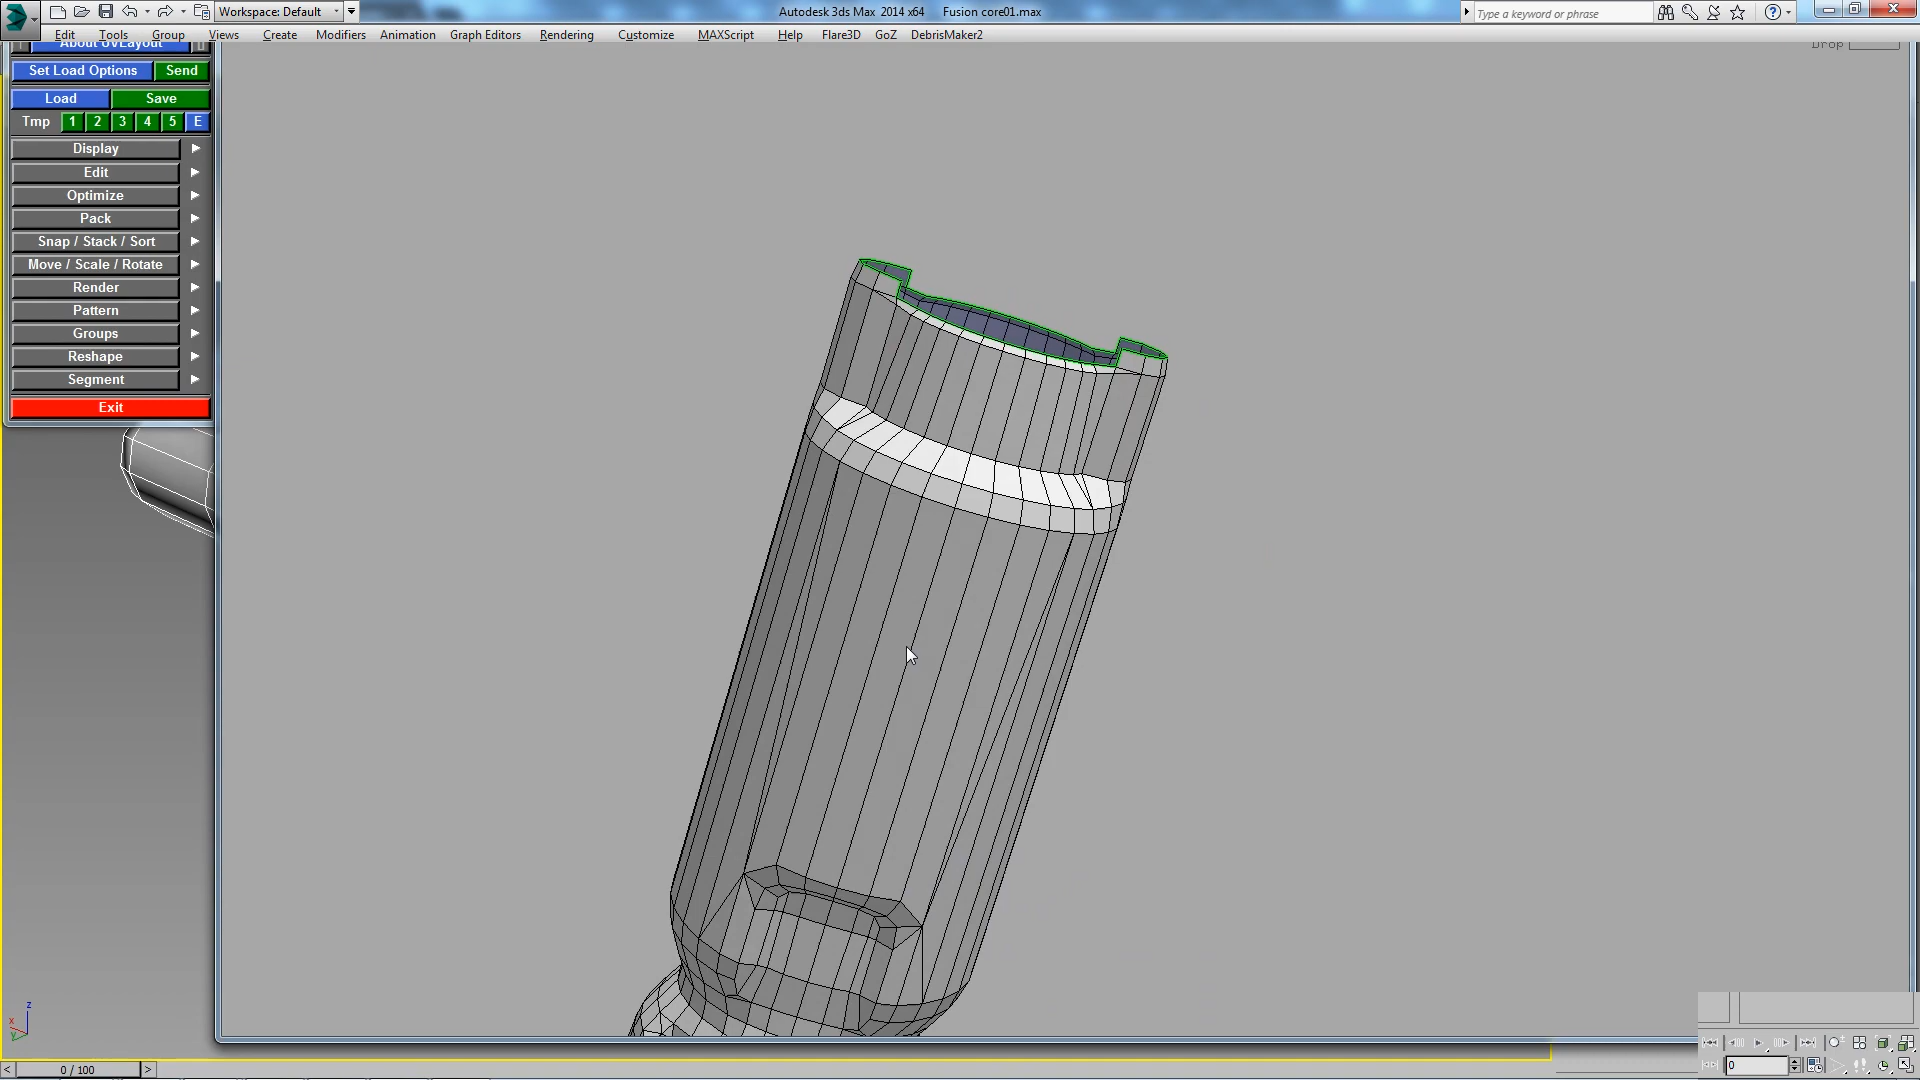 Workspace: Default
Autodesk 3ds Max 2014 x64 Fusion core01.max
Type a keyword or phrase
Edit Tools Group Views Create Modifiers Animation Graph Editors Rendering Customize MAXScript Help Flare3D GoZ DebrisMaker2
About UVLayout
Drop
Set Load Options Send
Load Save
Tmp 1 2 3 4 5 E
Display
Edit
Optimize
Pack
Snap / Stack / Sort
Move / Scale / Rotate
Render
Pattern
Groups
Reshape
Segment
Exit
z
x
y
< 0 / 100 >
0